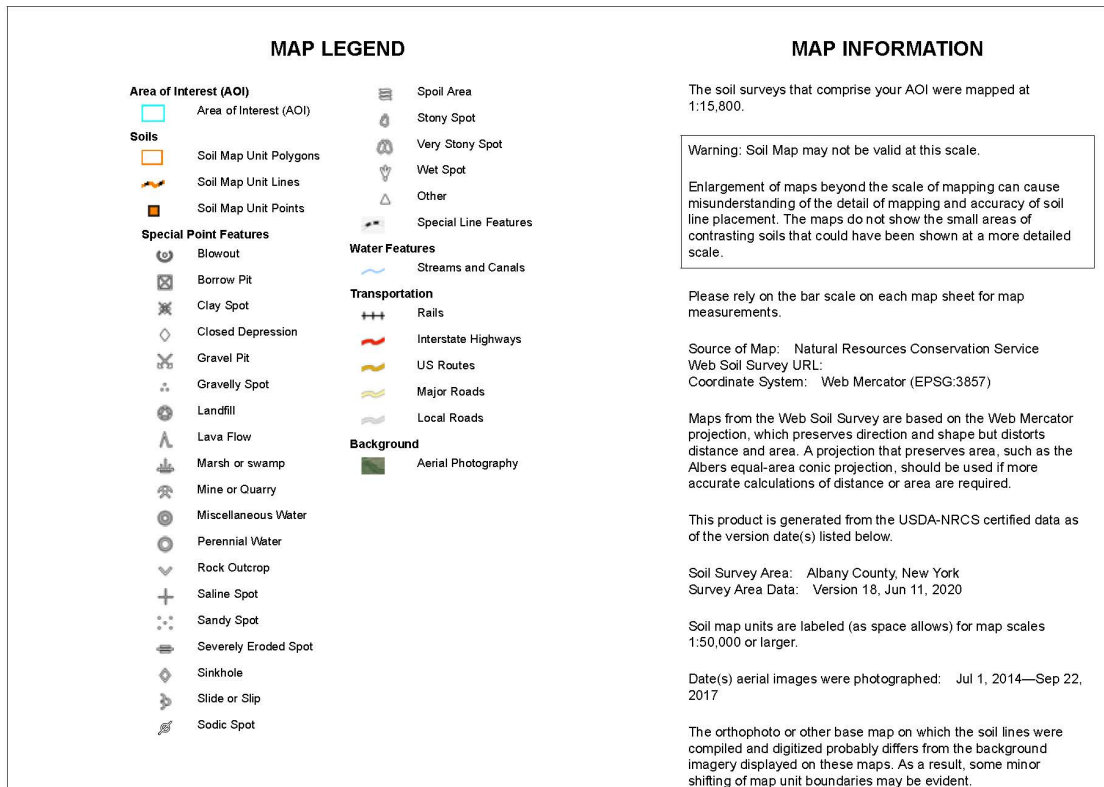 MAP LEGEND
Area of Interest (AOI)
Area of Interest (AOI)
Soils
Soil Map Unit Polygons
Soil Map Unit Lines
Soil Map Unit Points
Special Point Features
Blowout
Borrow Pit
Clay Spot
Closed Depression
Gravel Pit
Gravelly Spot
Landfill
Lava Flow
Marsh or swamp
Mine or Quarry
Miscellaneous Water
Perennial Water
Rock Outcrop
Saline Spot
Sandy Spot
Severely Eroded Spot
Sinkhole
Slide or Slip
Sodic Spot
Spoil Area
Stony Spot
Very Stony Spot
Wet Spot
Other
Special Line Features
Water Features
Streams and Canals
Transportation
Rails
Interstate Highways
US Routes
Major Roads
Local Roads
Background
Aerial Photography
MAP INFORMATION
The soil surveys that comprise your AOI were mapped at
1:15,800.
Warning: Soil Map may not be valid at this scale.
Enlargement of maps beyond the scale of mapping can cause
misunderstanding of the detail of mapping and accuracy of soil
line placement. The maps do not show the small areas of
contrasting soils that could have been shown at a more detailed
scale.
Please rely on the bar scale on each map sheet for map
measurements.
Source of Map: Natural Resources Conservation Service
Web Soil Survey URL:
Coordinate System: Web Mercator (EPSG:3857)
Maps from the Web Soil Survey are based on the Web Mercator
projection, which preserves direction and shape but distorts
distance and area. A projection that preserves area, such as the
Albers equal-area conic projection, should be used if more
accurate calculations of distance or area are required.
This product is generated from the USDA-NRCS certified data as
of the version date(s) listed below.
Soil Survey Area: Albany County, New York
Survey Area Data: Version 18, Jun 11, 2020
Soil map units are labeled (as space allows) for map scales
1:50,000 or larger.
Date(s) aerial images were photographed: Jul 1, 2014—Sep 22,
2017
The orthophoto or other base map on which the soil lines were
compiled and digitized probably differs from the background
imagery displayed on these maps. As a result, some minor
shifting of map unit boundaries may be evident.